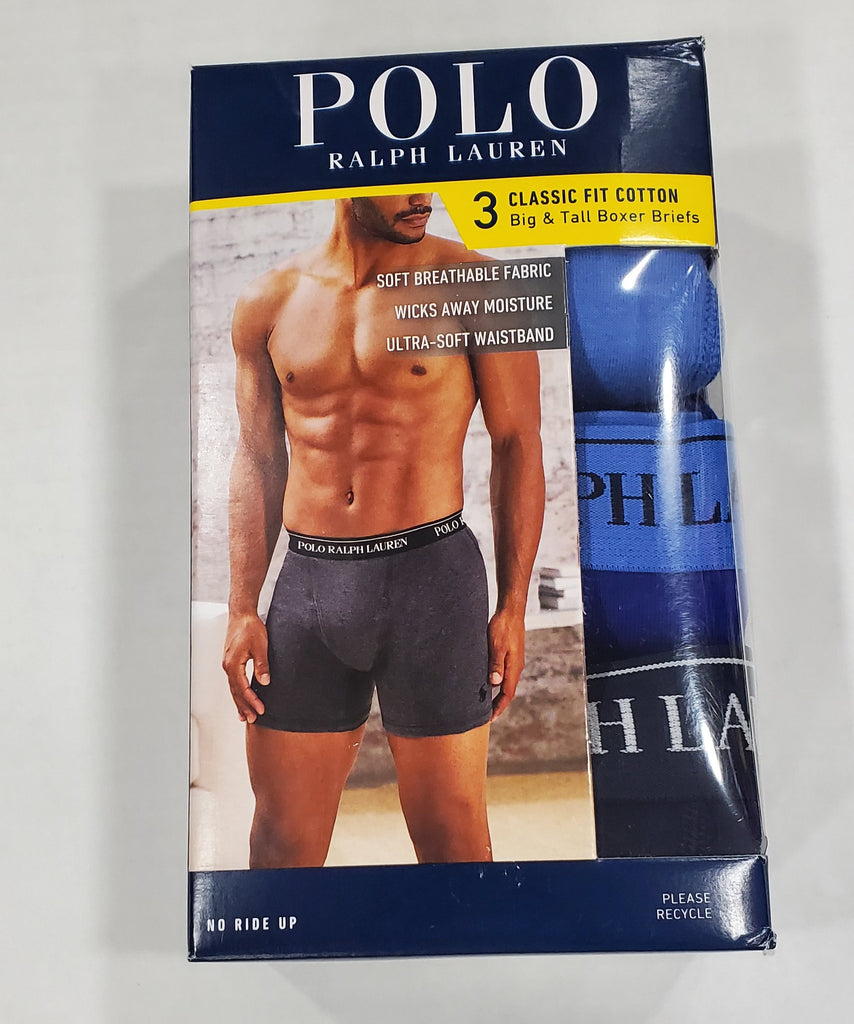 POLO
RALPH LAUREN
3 CLASSIC FIT COTTON
Big & Tall Boxer Briefs
SOFT BREATHABLE FABRIC
WICKS AWAY MOISTURE
ULTRA-SOFT WAISTBAND
PH L
POLO RALPH LAUREN POLO R
H LA
NO RIDE UP
PLEASE
RECYCLE